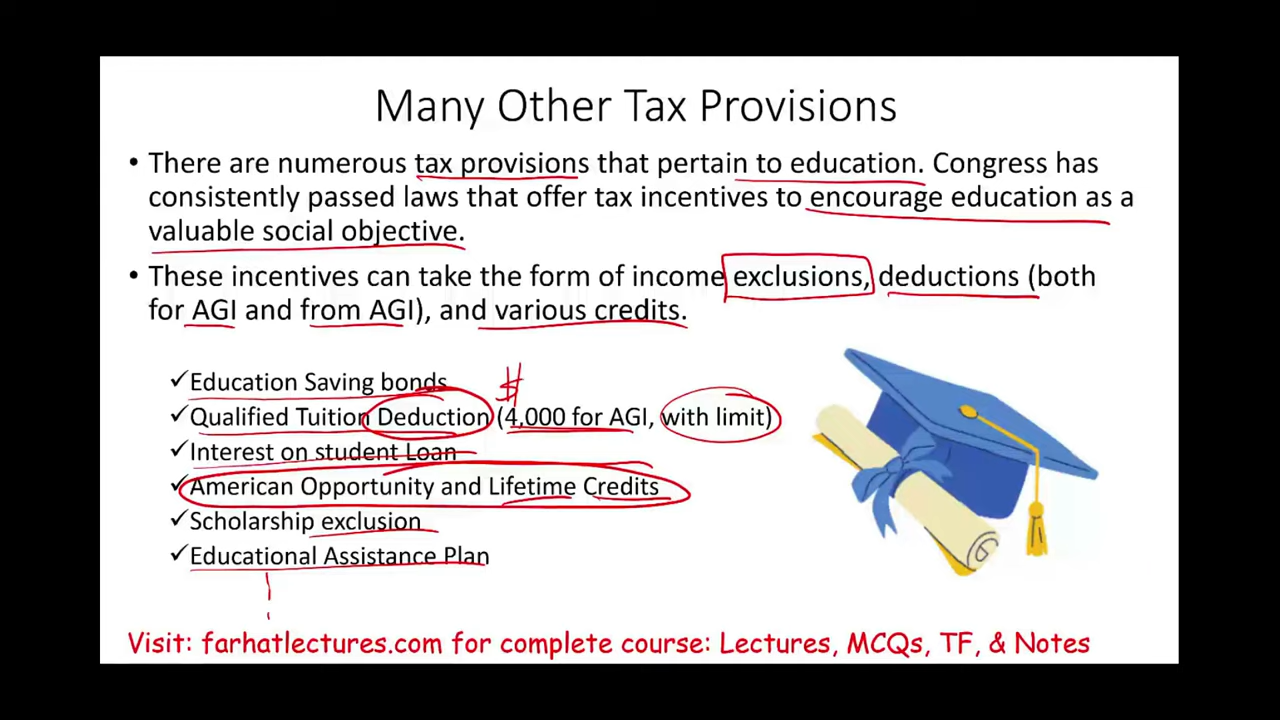 Many Other Tax Provisions
• There are numerous tax provisions that pertain to education. Congress has
consistently passed laws that offer tax incentives to encourage education as a
valuable social objective.
• These incentives can take the form of income exclusions, deductions (both
for AGI and from AGI), and various credits.
✓Education Saving bonds
$
✓Qualified Tuition Deduction (4,000 for AGI, with limit)
✓Interest on student Loan
✓American Opportunity and Lifetime Credits
✓Scholarship exclusion
✓Educational Assistance Plan
Visit: farhatlectures.com for complete course: Lectures, MCQs, TF, & Notes